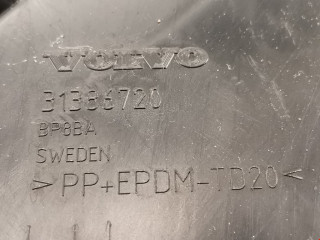 VOLVO
31386720
BP8BA
SWEDEN
>PP+EPDM-TD20<